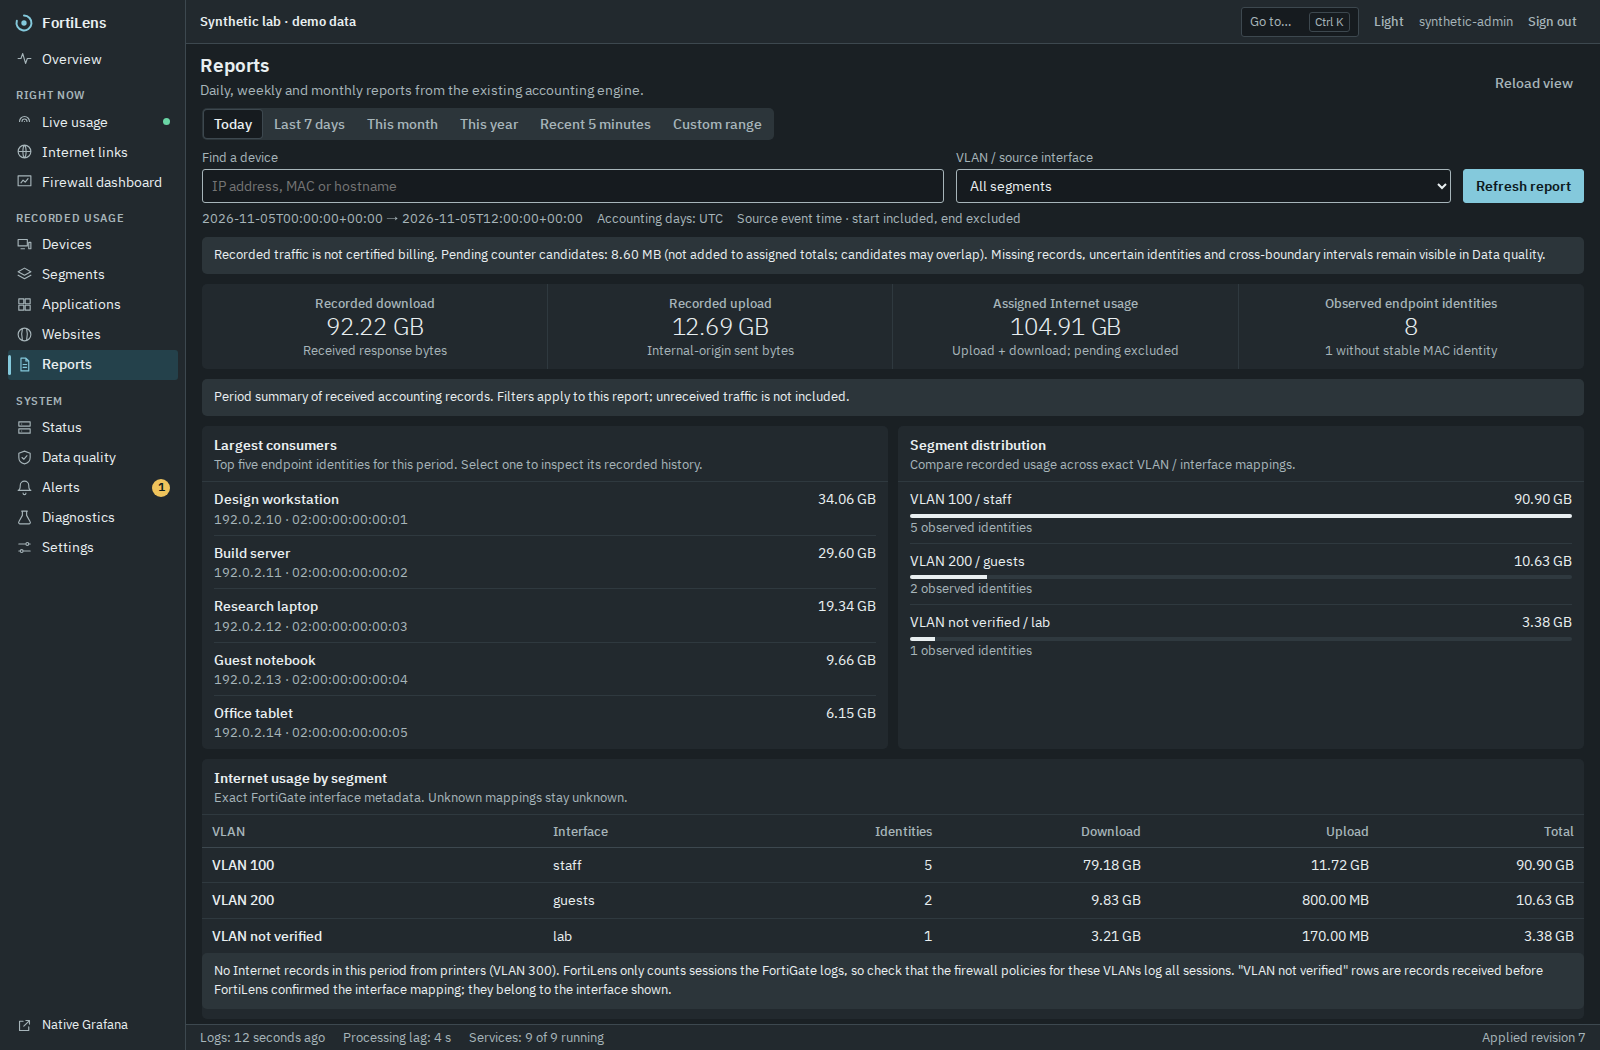 FortiLens
Overview
RIGHT NOW
Live usage
Internet links
Firewall dashboard
RECORDED USAGE
Devices
Segments
Applications
Websites
Reports
SYSTEM
Status
Data quality
Alerts 1
Diagnostics
Settings
Native Grafana
Synthetic lab · demo data
Go to... Ctrl K Light synthetic-admin Sign out
Reports
Daily, weekly and monthly reports from the existing accounting engine.
Reload view
Today Last 7 days This month This year Recent 5 minutes Custom range
Find a device VLAN / source interface
IP address, MAC or hostname All segments Refresh report
2026-11-05T00:00:00+00:00 → 2026-11-05T12:00:00+00:00 Accounting days: UTC Source event time · start included, end excluded
Recorded traffic is not certified billing. Pending counter candidates: 8.60 MB (not added to assigned totals; candidates may overlap). Missing records, uncertain identities and cross-boundary intervals remain visible in Data quality.
Recorded download Recorded upload Assigned Internet usage Observed endpoint identities
92.22 GB 12.69 GB 104.91 GB 8
Received response bytes Internal-origin sent bytes Upload + download; pending excluded 1 without stable MAC identity
Period summary of received accounting records. Filters apply to this report; unreceived traffic is not included.
Largest consumers
Top five endpoint identities for this period. Select one to inspect its recorded history.
Design workstation 34.06 GB
192.0.2.10 · 02:00:00:00:00:01
Build server 29.60 GB
192.0.2.11 · 02:00:00:00:00:02
Research laptop 19.34 GB
192.0.2.12 · 02:00:00:00:00:03
Guest notebook 9.66 GB
192.0.2.13 · 02:00:00:00:00:04
Office tablet 6.15 GB
192.0.2.14 · 02:00:00:00:00:05
Segment distribution
Compare recorded usage across exact VLAN / interface mappings.
VLAN 100 / staff 90.90 GB
5 observed identities
VLAN 200 / guests 10.63 GB
2 observed identities
VLAN not verified / lab 3.38 GB
1 observed identities
Internet usage by segment
Exact FortiGate interface metadata. Unknown mappings stay unknown.
VLAN Interface Identities Download Upload Total
VLAN 100 staff 5 79.18 GB 11.72 GB 90.90 GB
VLAN 200 guests 2 9.83 GB 800.00 MB 10.63 GB
VLAN not verified lab 1 3.21 GB 170.00 MB 3.38 GB
No Internet records in this period from printers (VLAN 300). FortiLens only counts sessions the FortiGate logs, so check that the firewall policies for these VLANs log all sessions. "VLAN not verified" rows are records received before
FortiLens confirmed the interface mapping; they belong to the interface shown.
Logs: 12 seconds ago Processing lag: 4 s Services: 9 of 9 running Applied revision 7